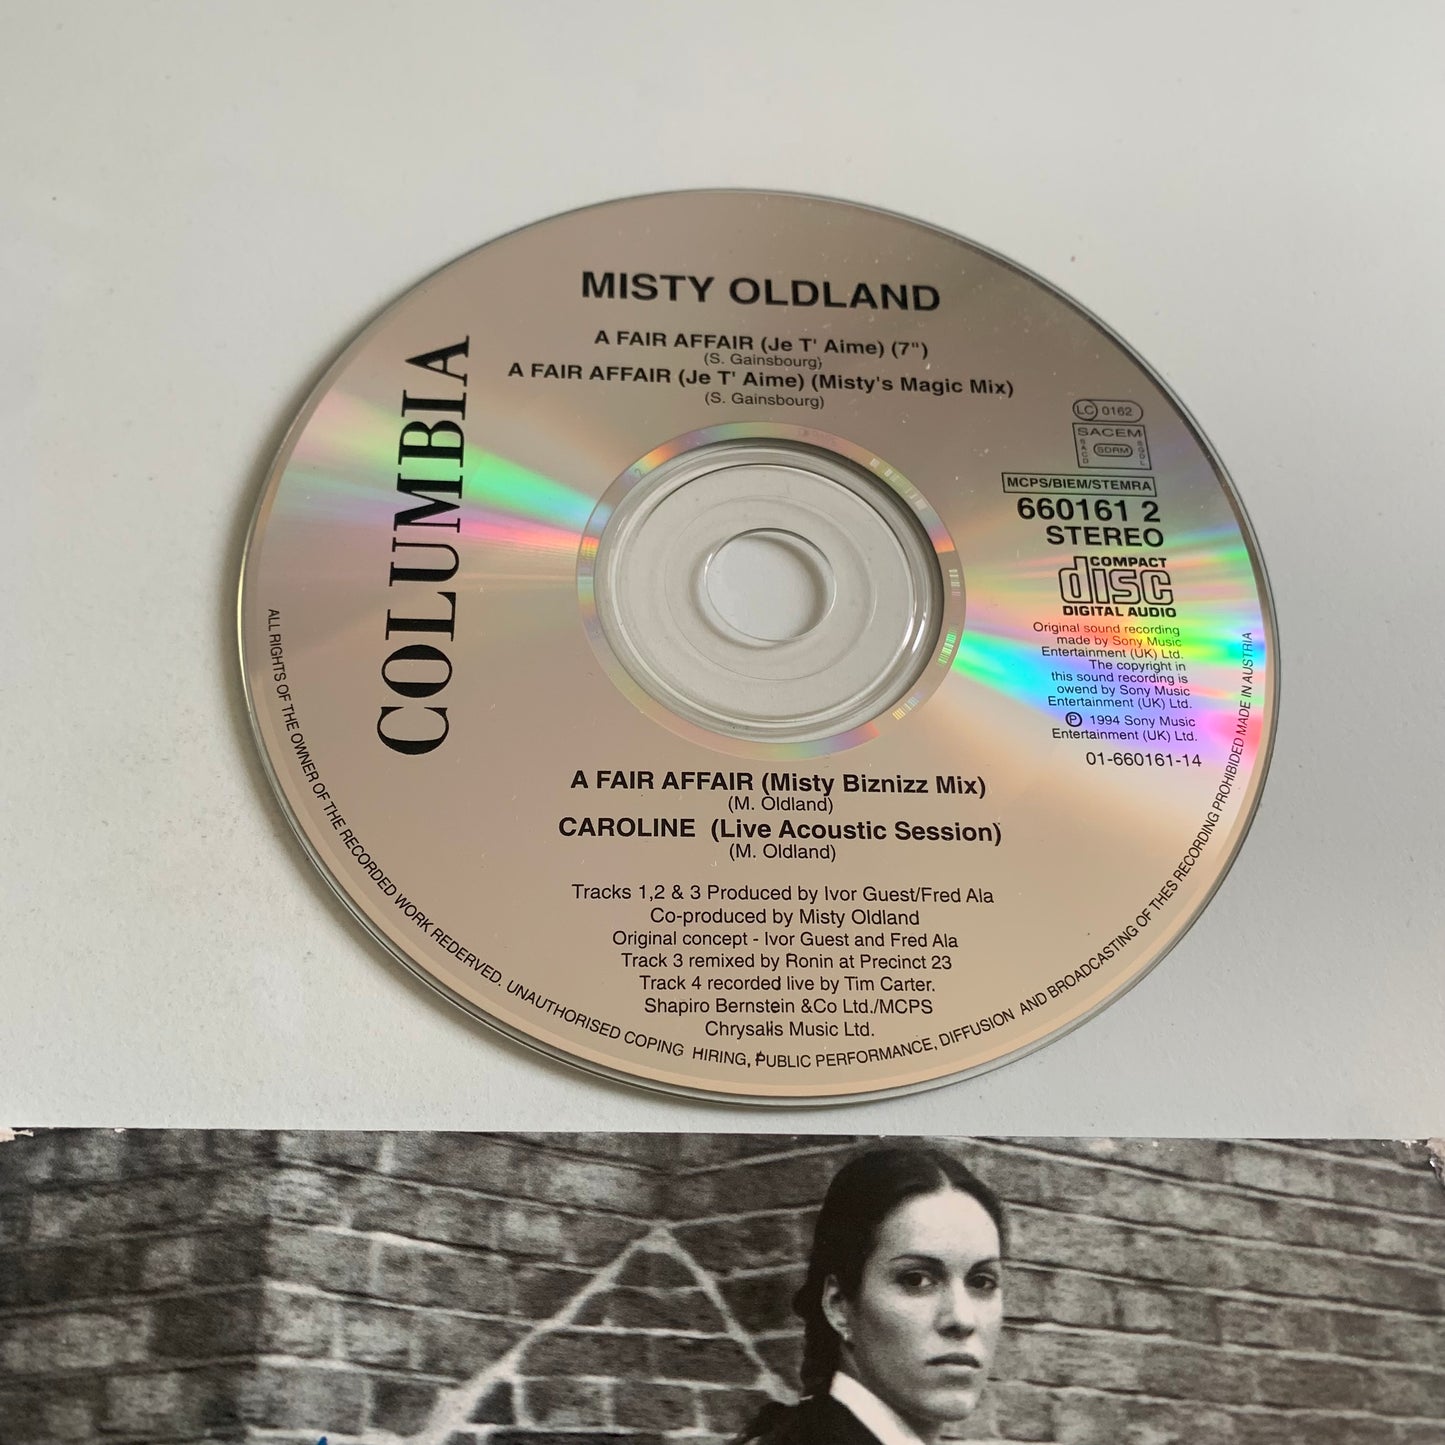 MISTY OLDLAND
A FAIR AFFAIR (Je T' Aime) (7")
(S. Gainsbourg)
A FAIR AFFAIR (Je T' Aime) (Misty's Magic Mix)
(S. Gainsbourg)
COLUMBIA
LC 0162
SACEM
SACD
SDRM
SGDL
MCPS/BIEM/STEMRA
660161 2
STEREO
COMPACT
disc
DIGITAL AUDIO
Original sound recording
made by Sony Music
Entertainment (UK) Ltd.
The copyright in
this sound recording is
owend by Sony Music
Entertainment (UK) Ltd.
℗ 1994 Sony Music
Entertainment (UK) Ltd.
01-660161-14
A FAIR AFFAIR (Misty Biznizz Mix)
(M. Oldland)
CAROLINE (Live Acoustic Session)
(M. Oldland)
Tracks 1,2 & 3 Produced by Ivor Guest/Fred Ala
Co-produced by Misty Oldland
Original concept - Ivor Guest and Fred Ala
Track 3 remixed by Ronin at Precinct 23
Track 4 recorded live by Tim Carter.
Shapiro Bernstein &Co Ltd./MCPS
Chrysalis Music Ltd.
ALL RIGHTS OF THE OWNER OF THE RECORDED WORK REDERVED. UNAUTHORISED COPING HIRING, PUBLIC PERFORMANCE, DIFFUSION AND BROADCASTING OF THES RECORDING PROHIBIDED MADE IN AUSTRIA